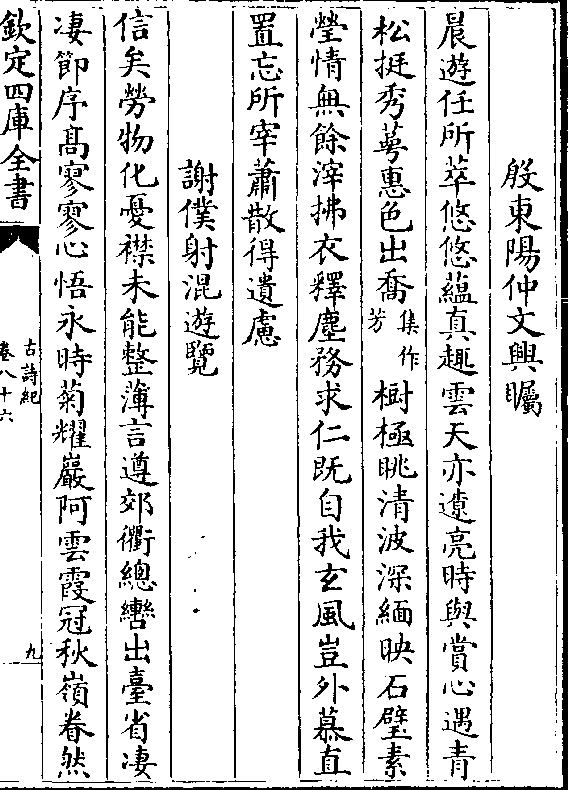 殷東陽仲文興矚
晨遊任所萃悠悠蘊真趣雲天亦遼亮時與賞心遇青
松挺秀萼惠色出喬集作芳樹極眺清波深緬映石壁素
瑩情無餘滓拂衣釋塵務求仁既自我玄風豈外慕直
置忘所宰蕭散得遺慮
謝僕射混遊覽
信矣勞物化憂襟未能整薄言遵郊衢總轡出臺省凄
凄節序髙寥寥心悟永時菊耀巖阿雲霞冠秋嶺眷然
欽定四庫全書
古詩紀
卷八十六
九